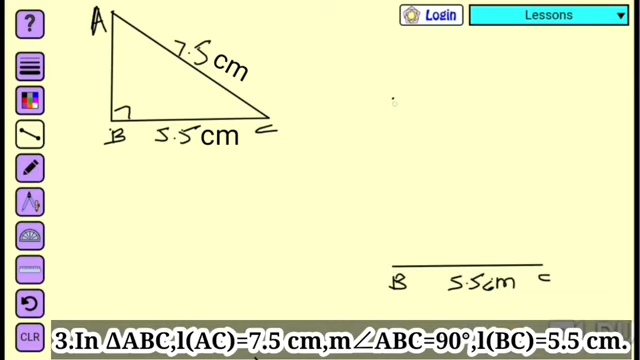 ?
Login
Lessons
A
7.5 cm
B
5.5 cm
C
B
5.5cm
C
CLR
3.In ΔABC,l(AC)=7.5 cm,m∠ABC=90°,l(BC)=5.5 cm.